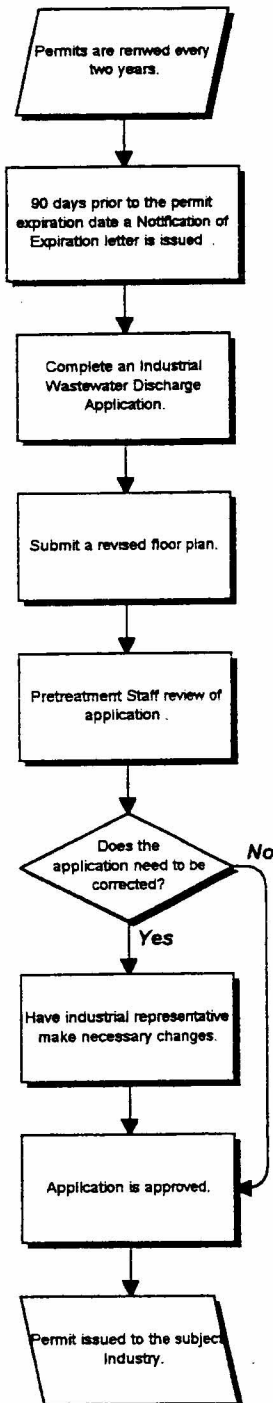 Permits are renwed every
two years.
90 days prior to the permit
expiration date a Notification of
Expiration letter is issued .
Complete an Industrial
Wastewater Discharge
Application.
Submit a revised floor plan.
Pretreatment Staff review of
application .
Does the
application need to be
corrected?
No
Yes
Have industrial representative
make necessary changes.
Application is approved.
Permit issued to the subject
Industry.